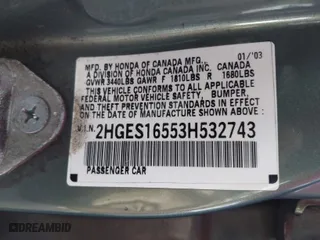 MFD. BY HONDA OF CANADA MFG., 01/'03
A DIVISION OF HONDA CANADA INC. CANADA
GVWR 3440LBS GAWR F 1810LBS R 1680LBS
THIS VEHICLE CONFORMS TO ALL APPLICABLE
FEDERAL MOTOR VEHICLE SAFETY, BUMPER,
AND THEFT PREVENTION STANDARDS IN EFFECT
ON THE DATE OF MANUFACTURE SHOWN ABOVE.
V.I.N. 2HGES16553H532743
PASSENGER CAR
DREAMBID